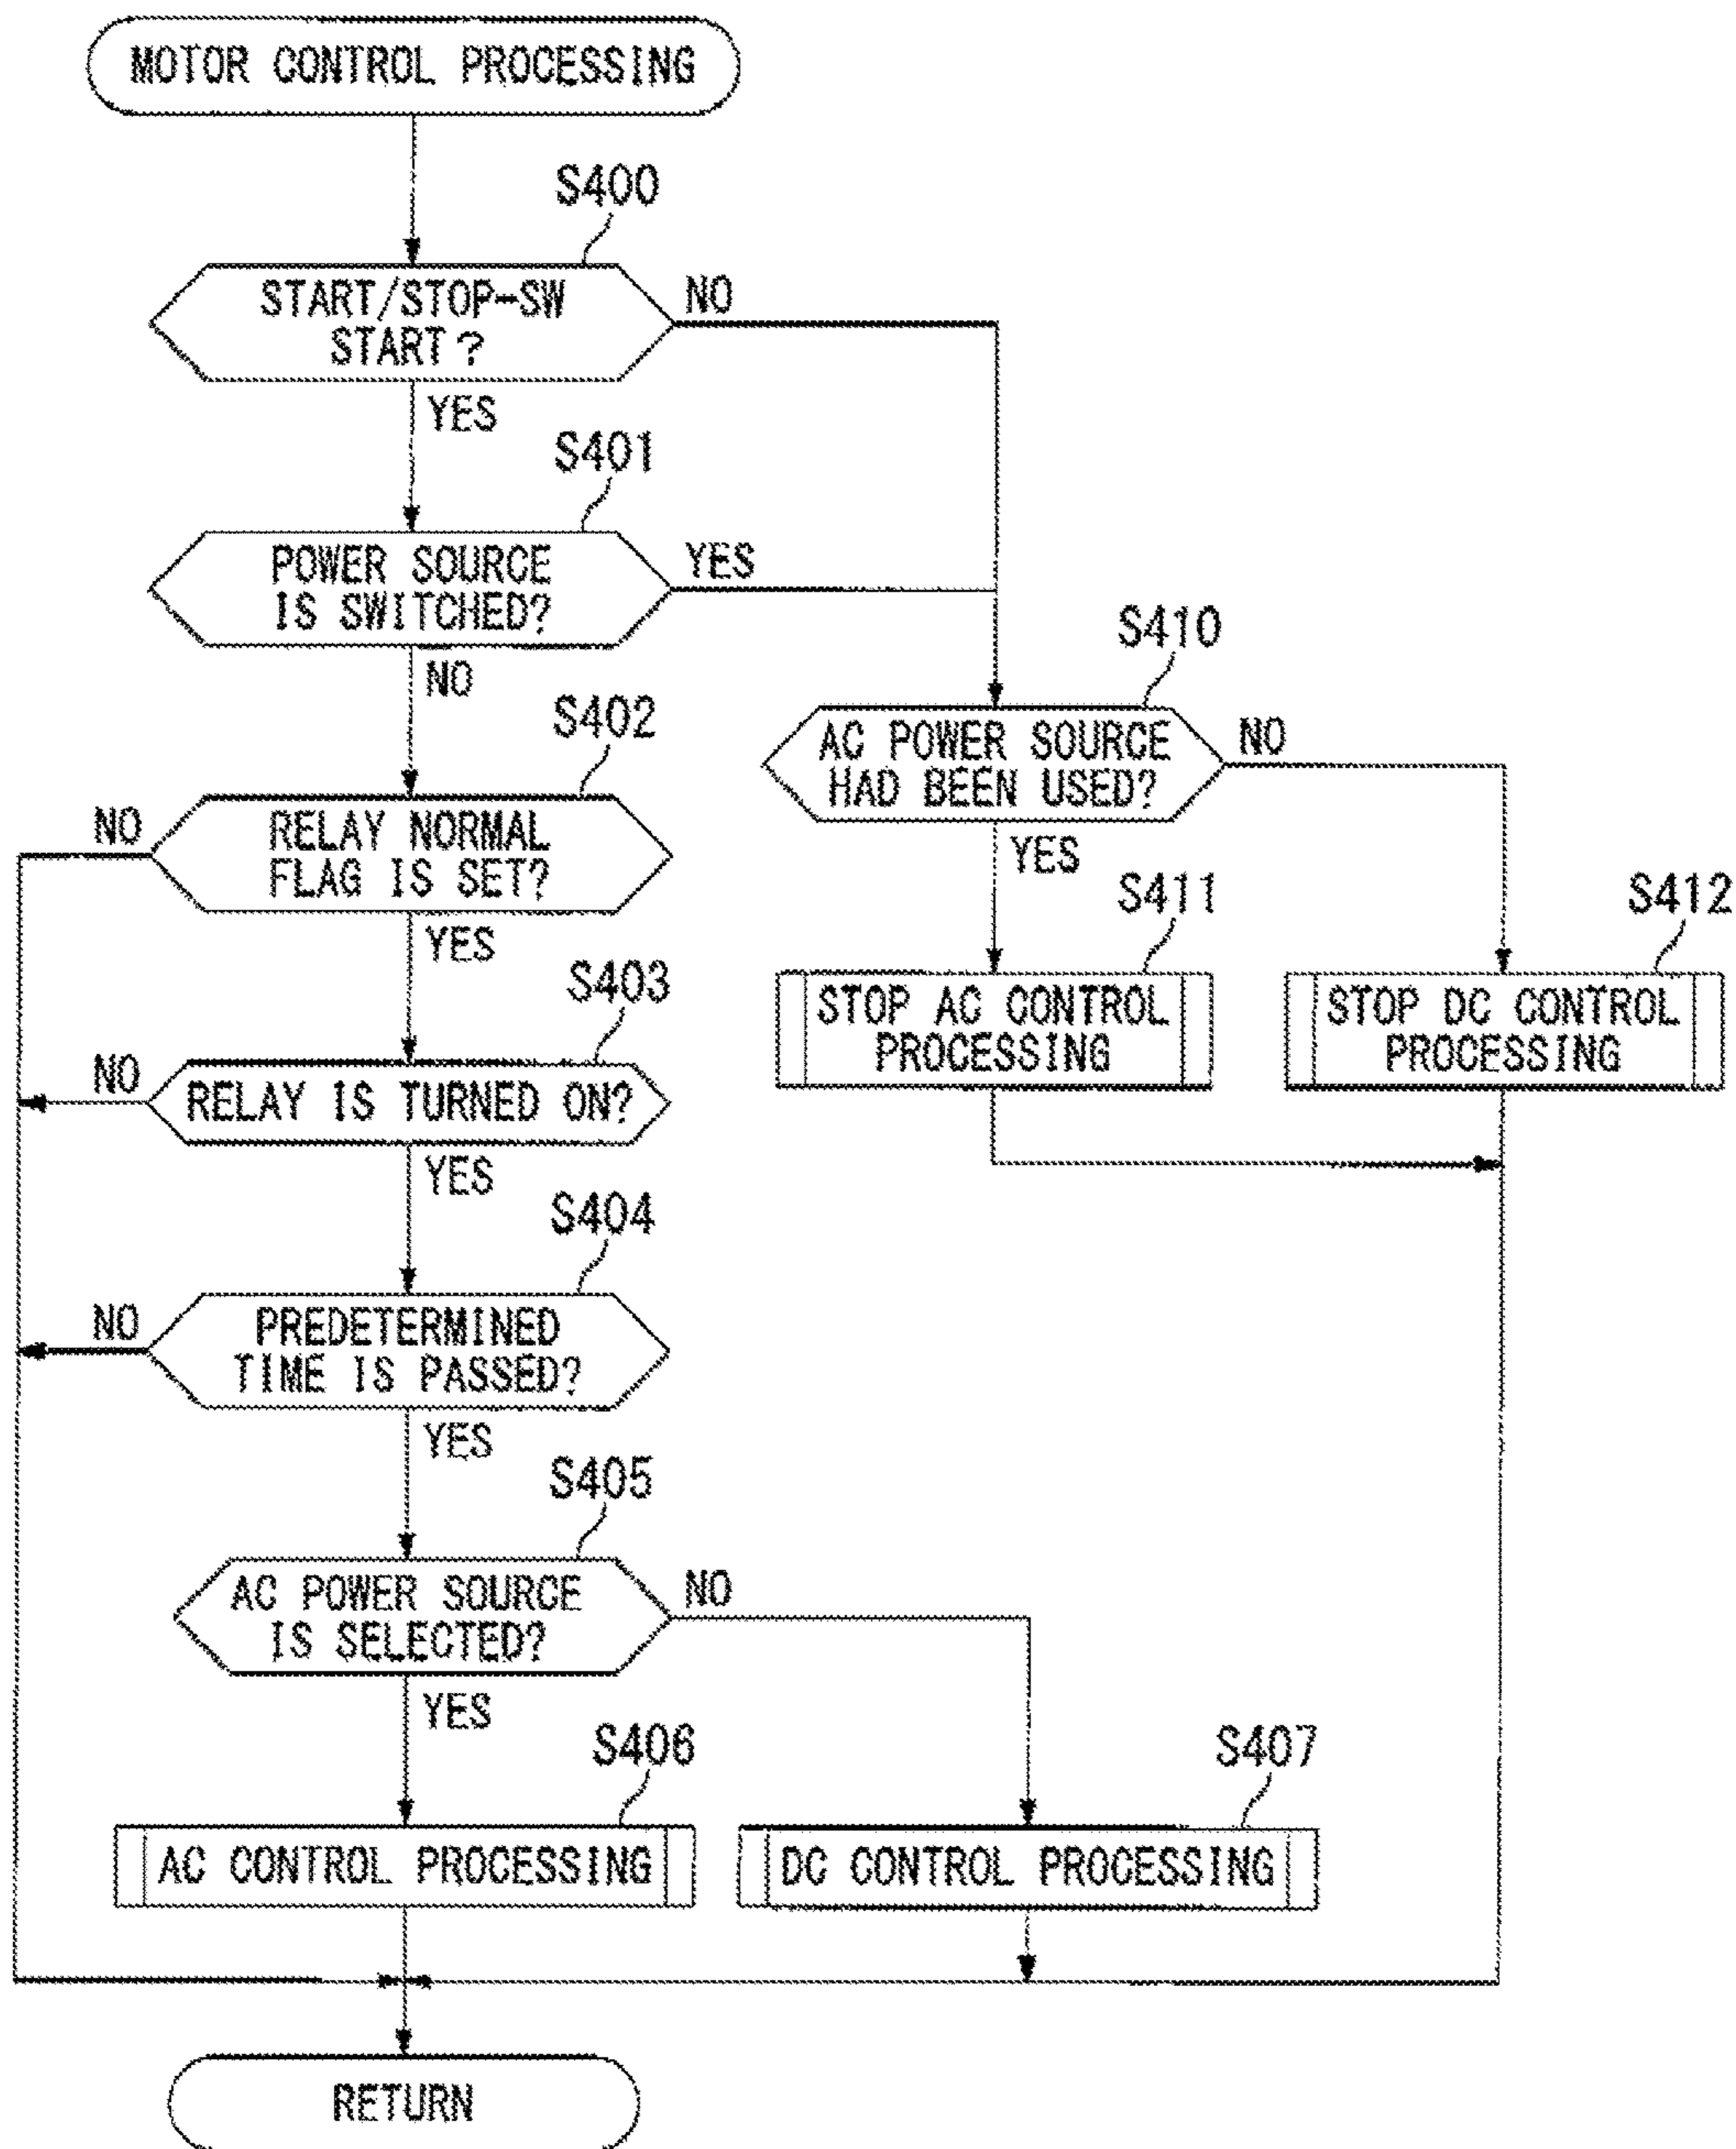 MOTOR CONTROL PROCESSING
S400
START/STOP-SW
START?
NO
YES
S401
POWER SOURCE
IS SWITCHED?
YES
NO
S410
AC POWER SOURCE
HAD BEEN USED?
NO
YES
S402
RELAY NORMAL
FLAG IS SET?
NO
YES
S411
STOP AC CONTROL
PROCESSING
S412
STOP DC CONTROL
PROCESSING
S403
RELAY IS TURNED ON?
NO
YES
S404
PREDETERMINED
TIME IS PASSED?
NO
YES
S405
AC POWER SOURCE
IS SELECTED?
NO
YES
S406
AC CONTROL PROCESSING
S407
DC CONTROL PROCESSING
RETURN